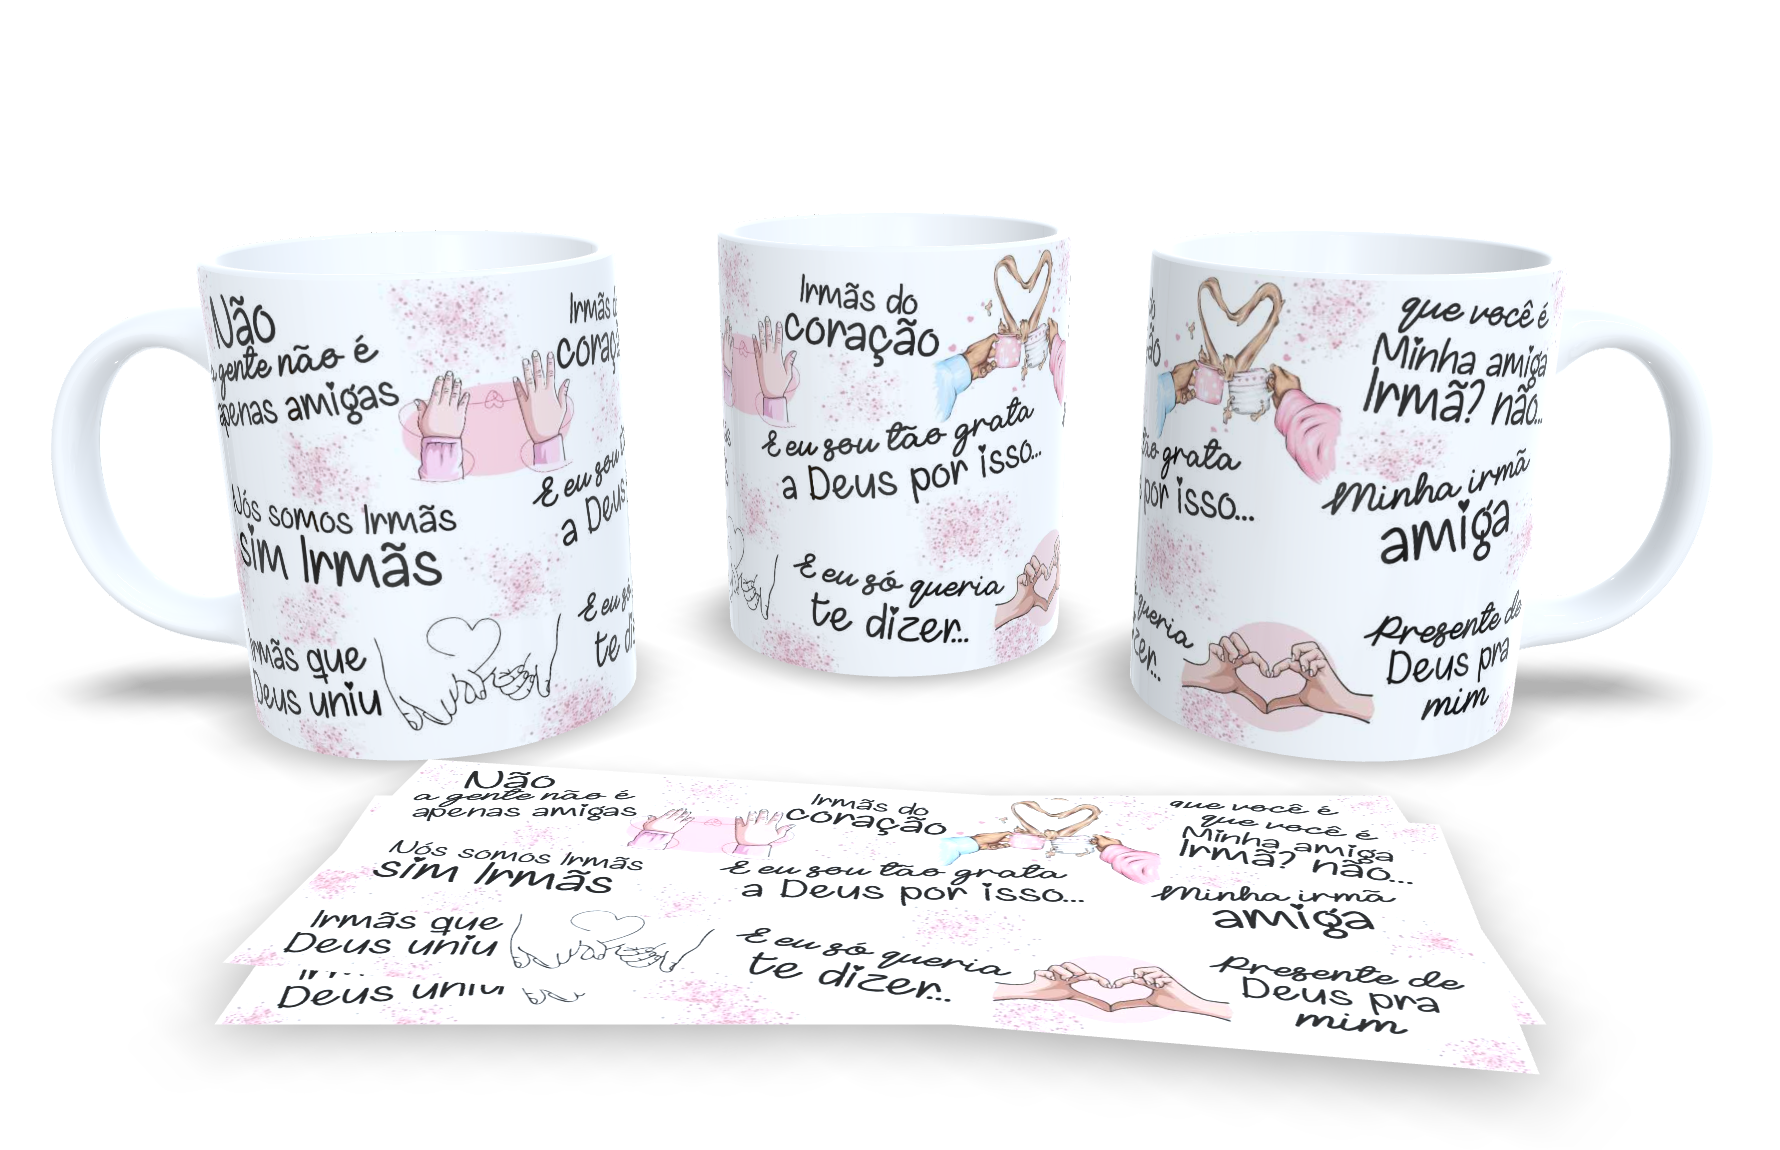 Não
a gente não é
apenas amigas
Nós somos Irmãs
sim Irmãs
Irmãs que
Deus uniu
Irmãs do
coraçã
E eu sou
a Deus
E eu só
te di
Irmãs do
coração
E eu sou tão grata
a Deus por isso...
E eu só queria
te dizer...
ão
tão grata
por isso...
queria
zer...
que você é
Minha amiga
Irmã? não...
Minha irmã
amiga
Presente de
Deus pra
mim
Não
a gente não é
apenas amigas
Nós somos Irmãs
sim Irmãs
Irmãs que
Deus uniu
Deus uniu
Irmãs do
coração
E eu sou tão grata
a Deus por isso...
E eu só queria
te dizer...
que você é
que você é
Minha amiga
Irmã? não...
Minha irmã
amiga
Presente de
Deus pra
mim